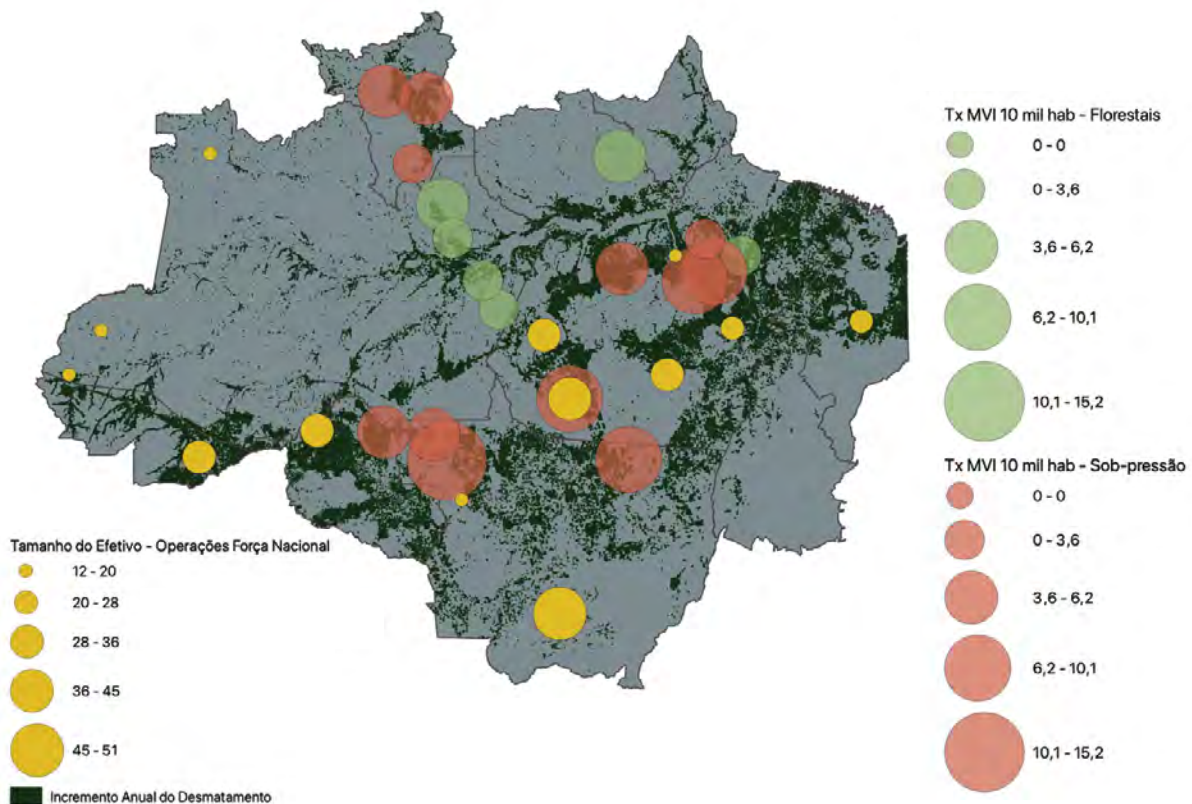 Tx MVI 10 mil hab - Florestais
0 - 0
0 - 3,6
3,6 - 6,2
6,2 - 10,1
10,1 - 15,2
Tx MVI 10 mil hab - Sob-pressão
0 - 0
0 - 3,6
3,6 - 6,2
6,2 - 10,1
10,1 - 15,2
Tamanho do Efetivo - Operações Força Nacional
12 - 20
20 - 28
28 - 36
36 - 45
45 - 51
Incremento Anual do Desmatamento